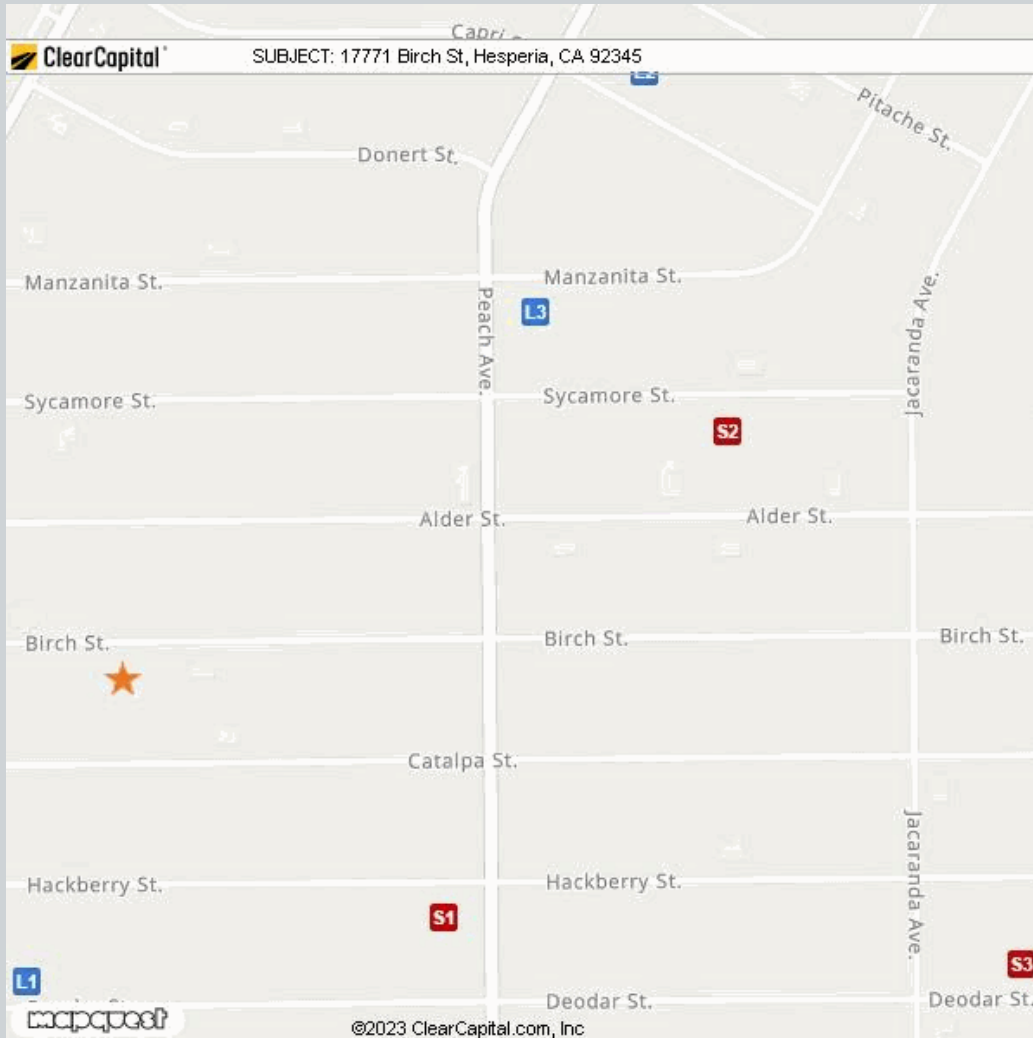 Capri
ClearCapital
SUBJECT: 17771 Birch St, Hesperia, CA 92345
L2
Pitache St.
Donert St.
Manzanita St.
Manzanita St.
L3
Peach Ave.
Jacaranda Ave.
Sycamore St.
Sycamore St.
S2
Alder St.
Alder St.
Birch St.
Birch St.
Birch St.
Catalpa St.
Jacaranda Ave.
Hackberry St.
Hackberry St.
S1
S3
L1
Deodar St.
Deodar St.
mapquest
©2023 ClearCapital.com, Inc